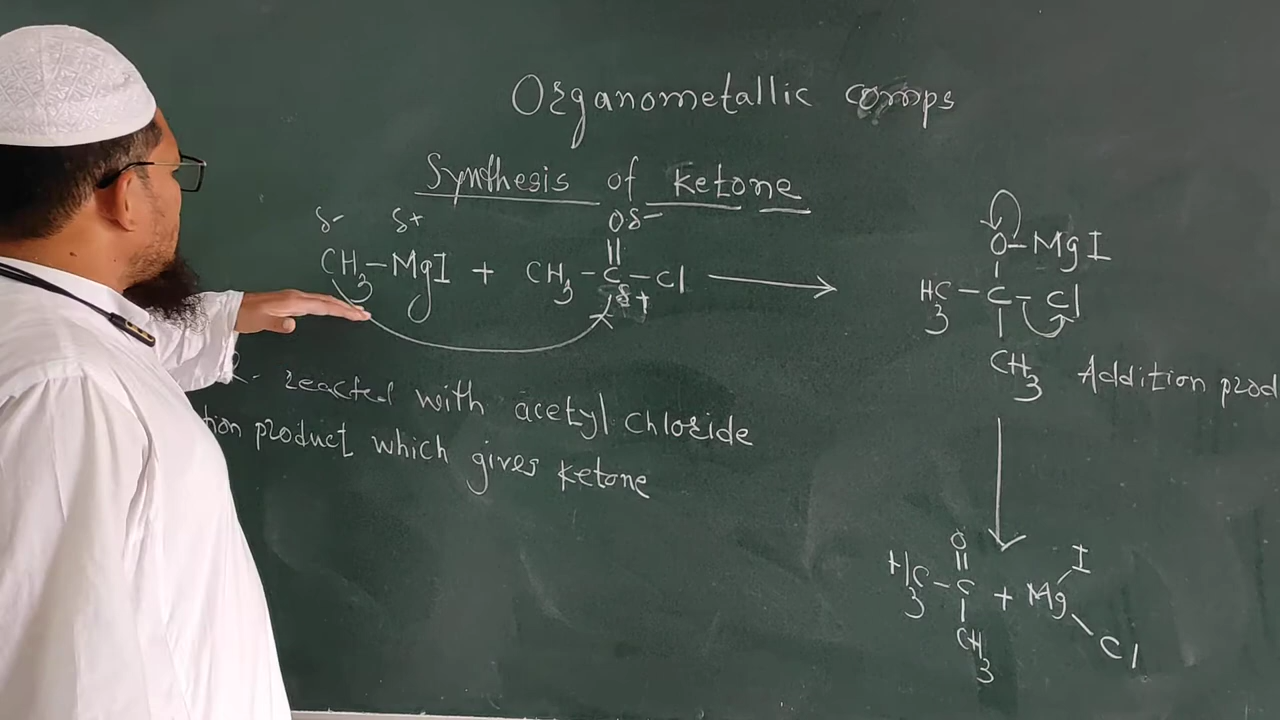 Organometallic comps
Synthesis of ketone
δ- δ+ Oδ-
CH3-MgI + CH3-C-Cl
δ+
O-MgI
H3C-C-Cl
CH3 Addition prod
R. reacted with acetyl chloride
tion product which gives ketone
O
H3C-C + Mg
I
CH3
Cl